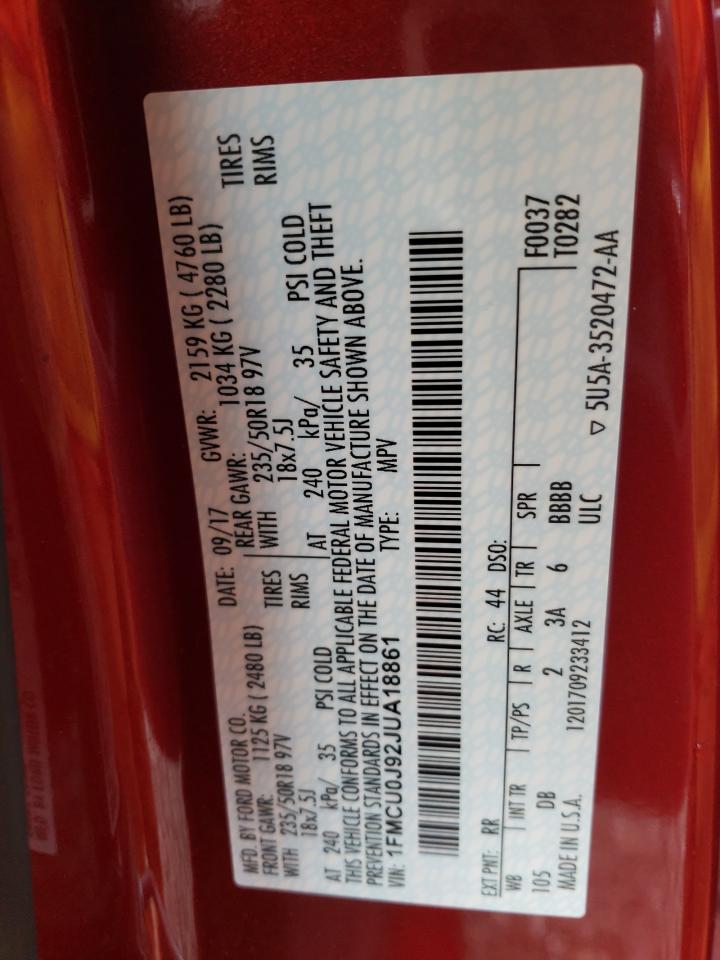 MFD. BY FORD MOTOR CO. DATE: 09/17 GVWR: 2159 KG ( 4760 LB)
FRONT GAWR: 1125 KG ( 2480 LB) REAR GAWR: 1034 KG ( 2280 LB)
WITH 235/50R18 97V TIRES WITH 235/50R18 97V TIRES
18x7.5J RIMS 18x7.5J RIMS
AT 240 kPa/ 35 PSI COLD AT 240 kPa/ 35 PSI COLD
THIS VEHICLE CONFORMS TO ALL APPLICABLE FEDERAL MOTOR VEHICLE SAFETY AND THEFT
PREVENTION STANDARDS IN EFFECT ON THE DATE OF MANUFACTURE SHOWN ABOVE.
VIN: 1FMCU0J92JUA18861 TYPE: MPV
EXT PNT: RR RC: 44 DSO:
WB INT TR TP/PS R AXLE TR SPR F0037
105 DB 2 3A 6 BBBB T0282
MADE IN U.S.A. 1201709233412 ULC
▽ 5U5A-3520472-AA